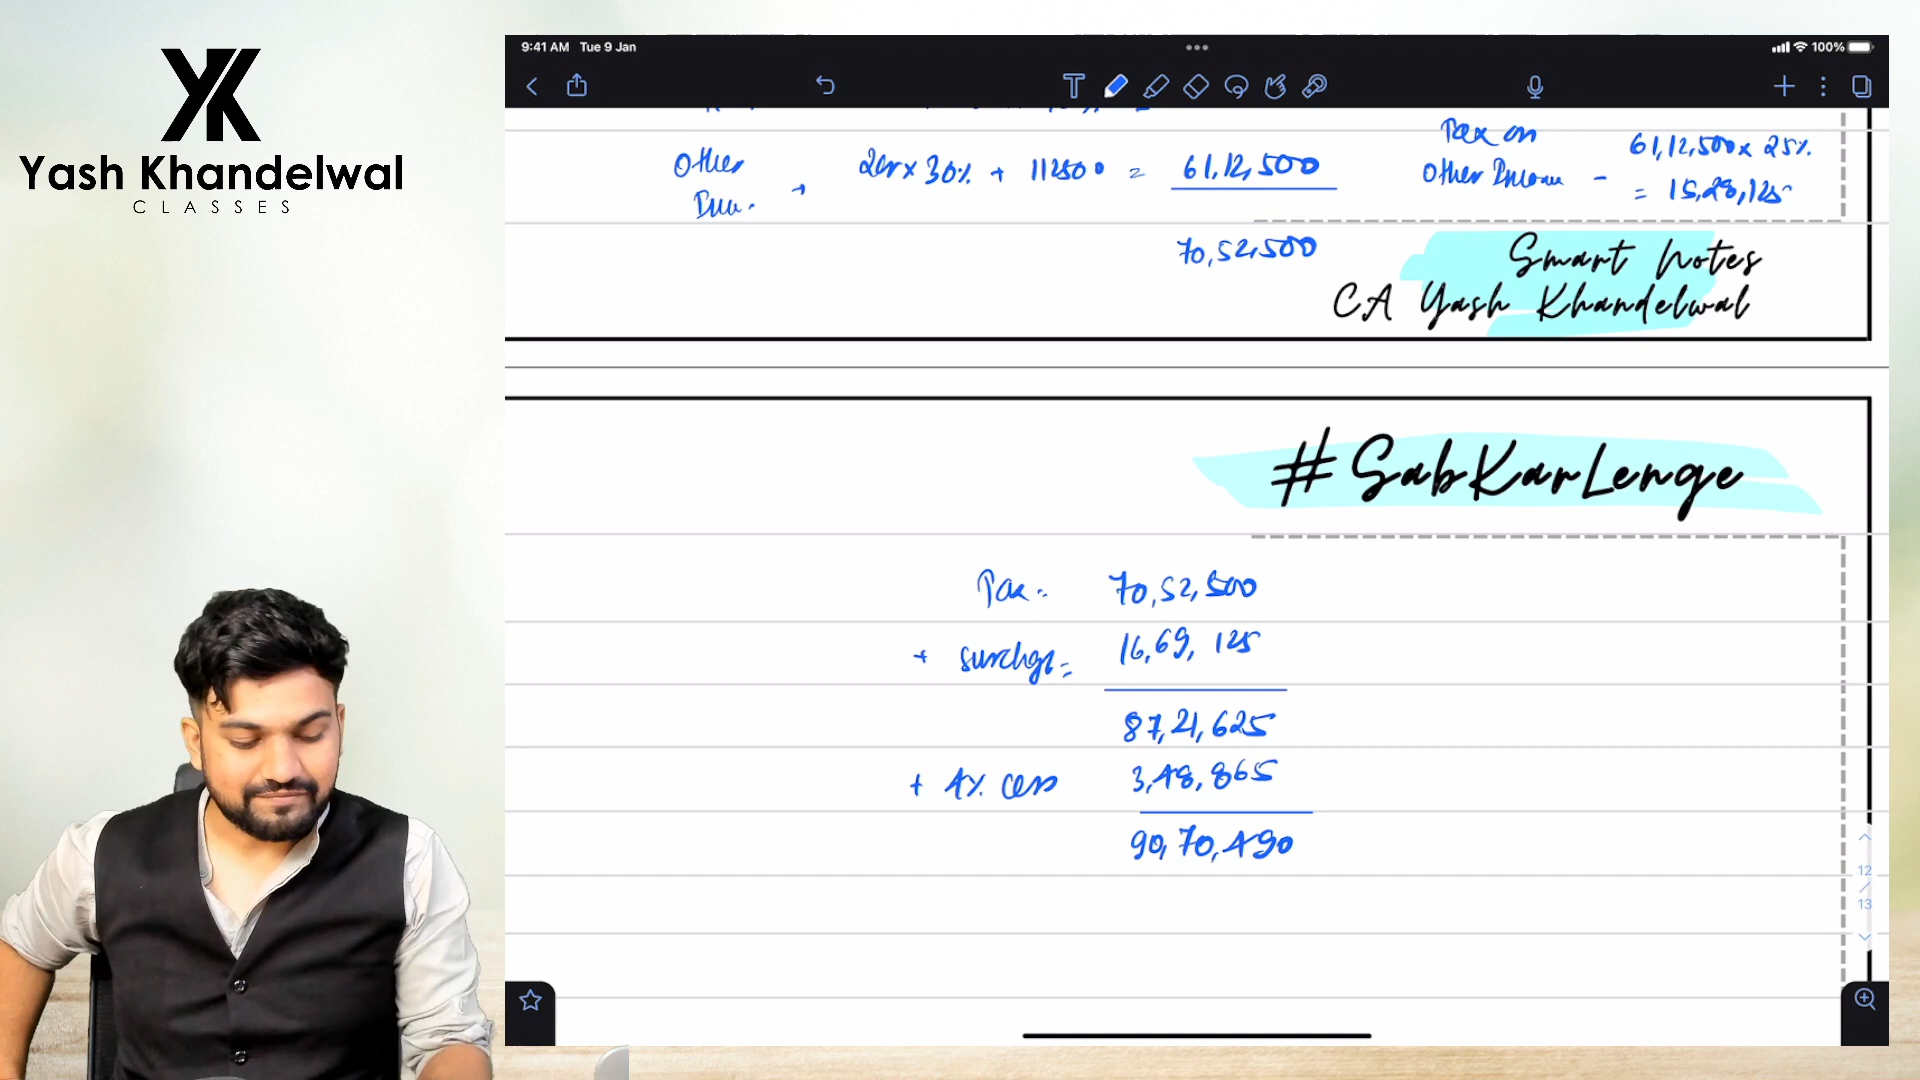 YK
Yash Khandelwal
CLASSES
9:41 AM Tue 9 Jan
100%
Other
Inc.
2cr x 30% + 112500 = 61,12,500
70,52,500
Tax on
Other Income -
61,12,500 x 25%
= 15,28,125
Smart Notes
CA Yash Khandelwal
#SabKarLenge
Tax = 70,52,500
+ surchge = 16,69,125
87,21,625
+ 4% cess 3,48,865
90,70,490
12
/
13